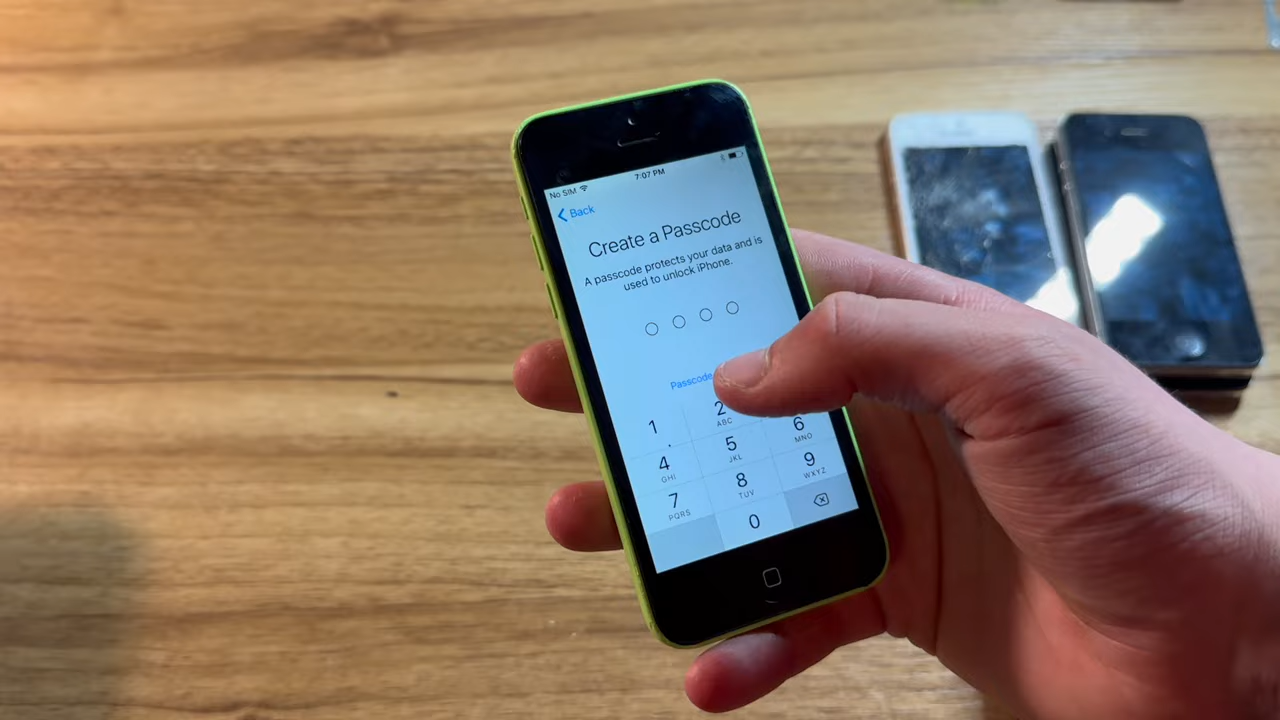 No SIM 7:07 PM
Back
Create a Passcode
A passcode protects your data and is
used to unlock iPhone.
Passcode
1 2
ABC
4 5 6
GHI JKL MNO
7 8 9
PQRS TUV WXYZ
0